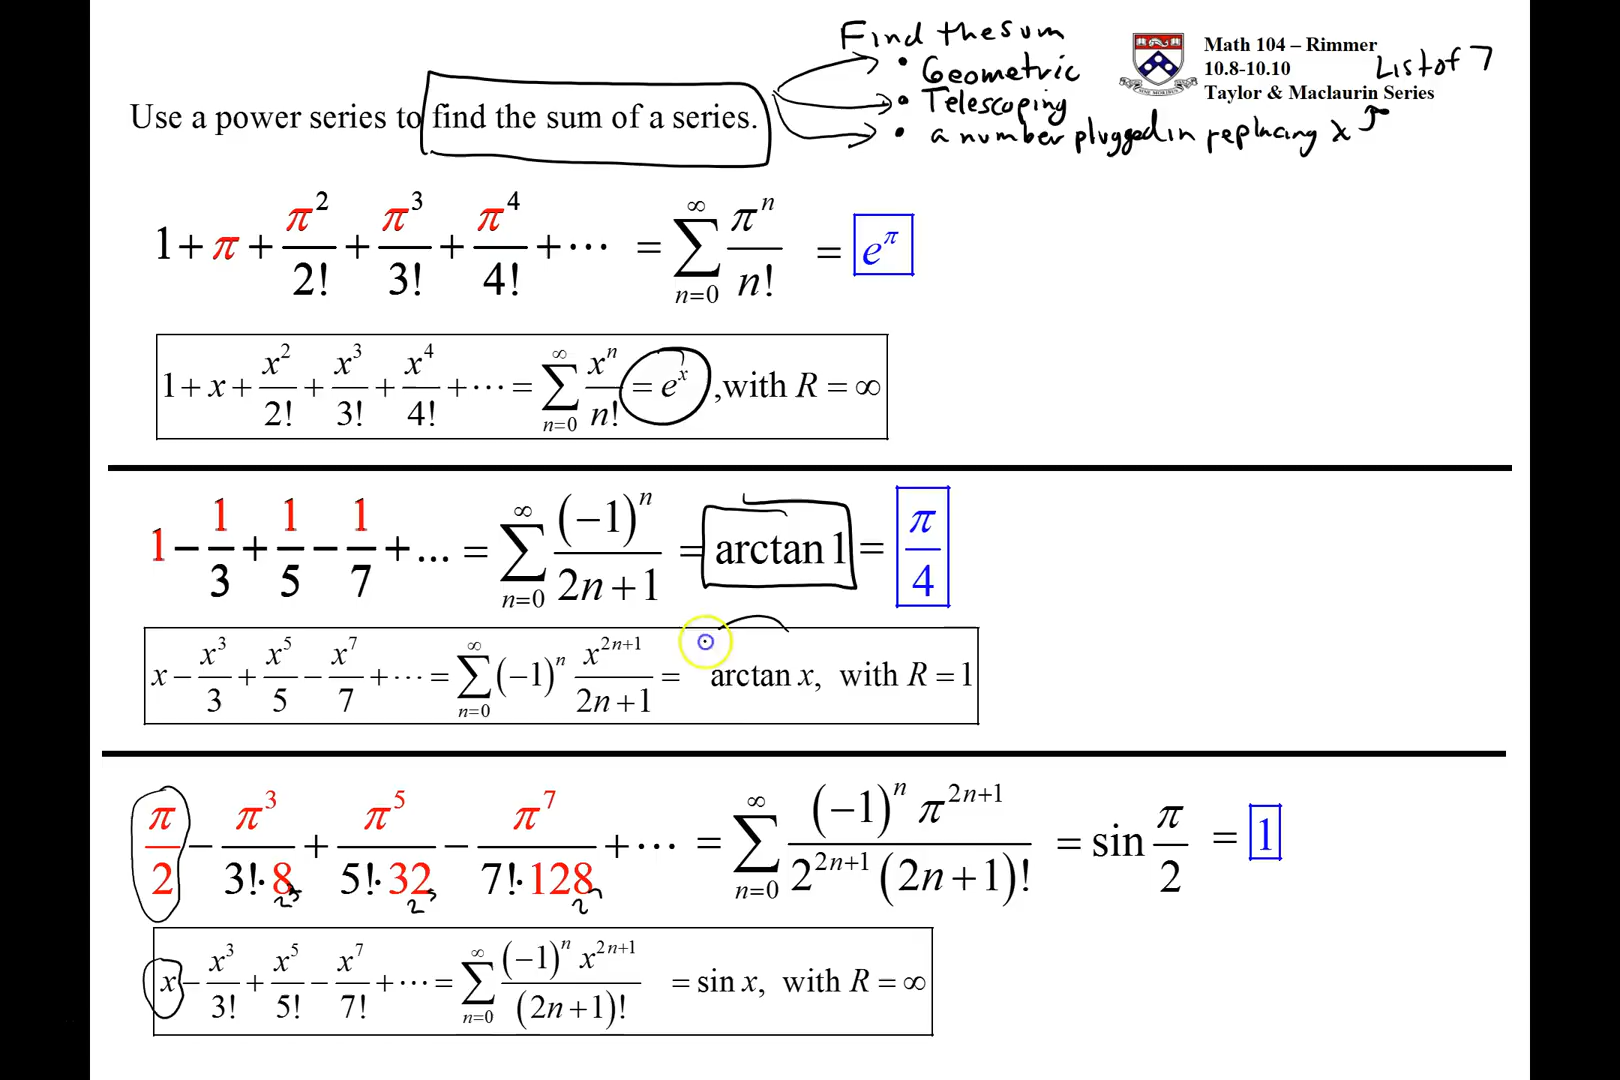 Find the sum
Math 104 – Rimmer
• Geometric
10.8-10.10
List of 7
• Telescoping
Taylor & Maclaurin Series
Use a power series to find the sum of a series.
• a number plugged in replacing x
1 + π + π²/2! + π³/3! + π⁴/4! + ⋯ = ∑_{n=0}^{∞} πⁿ/n! = e^π
1 + x + x²/2! + x³/3! + x⁴/4! + ⋯ = ∑_{n=0}^{∞} xⁿ/n! = eˣ, with R = ∞
1 − 1/3 + 1/5 − 1/7 + ... = ∑_{n=0}^{∞} (−1)ⁿ/(2n+1) = arctan 1 = π/4
x − x³/3 + x⁵/5 − x⁷/7 + ⋯ = ∑_{n=0}^{∞} (−1)ⁿ x^{2n+1}/(2n+1) = arctan x, with R = 1
π/2 − π³/(3!·8) + π⁵/(5!·32) − π⁷/(7!·128) + ⋯ = ∑_{n=0}^{∞} (−1)ⁿ π^{2n+1}/(2^{2n+1}(2n+1)!) = sin π/2 = 1
2³ 2⁵ 2⁷
x − x³/3! + x⁵/5! − x⁷/7! + ⋯ = ∑_{n=0}^{∞} (−1)ⁿ x^{2n+1}/(2n+1)! = sin x, with R = ∞